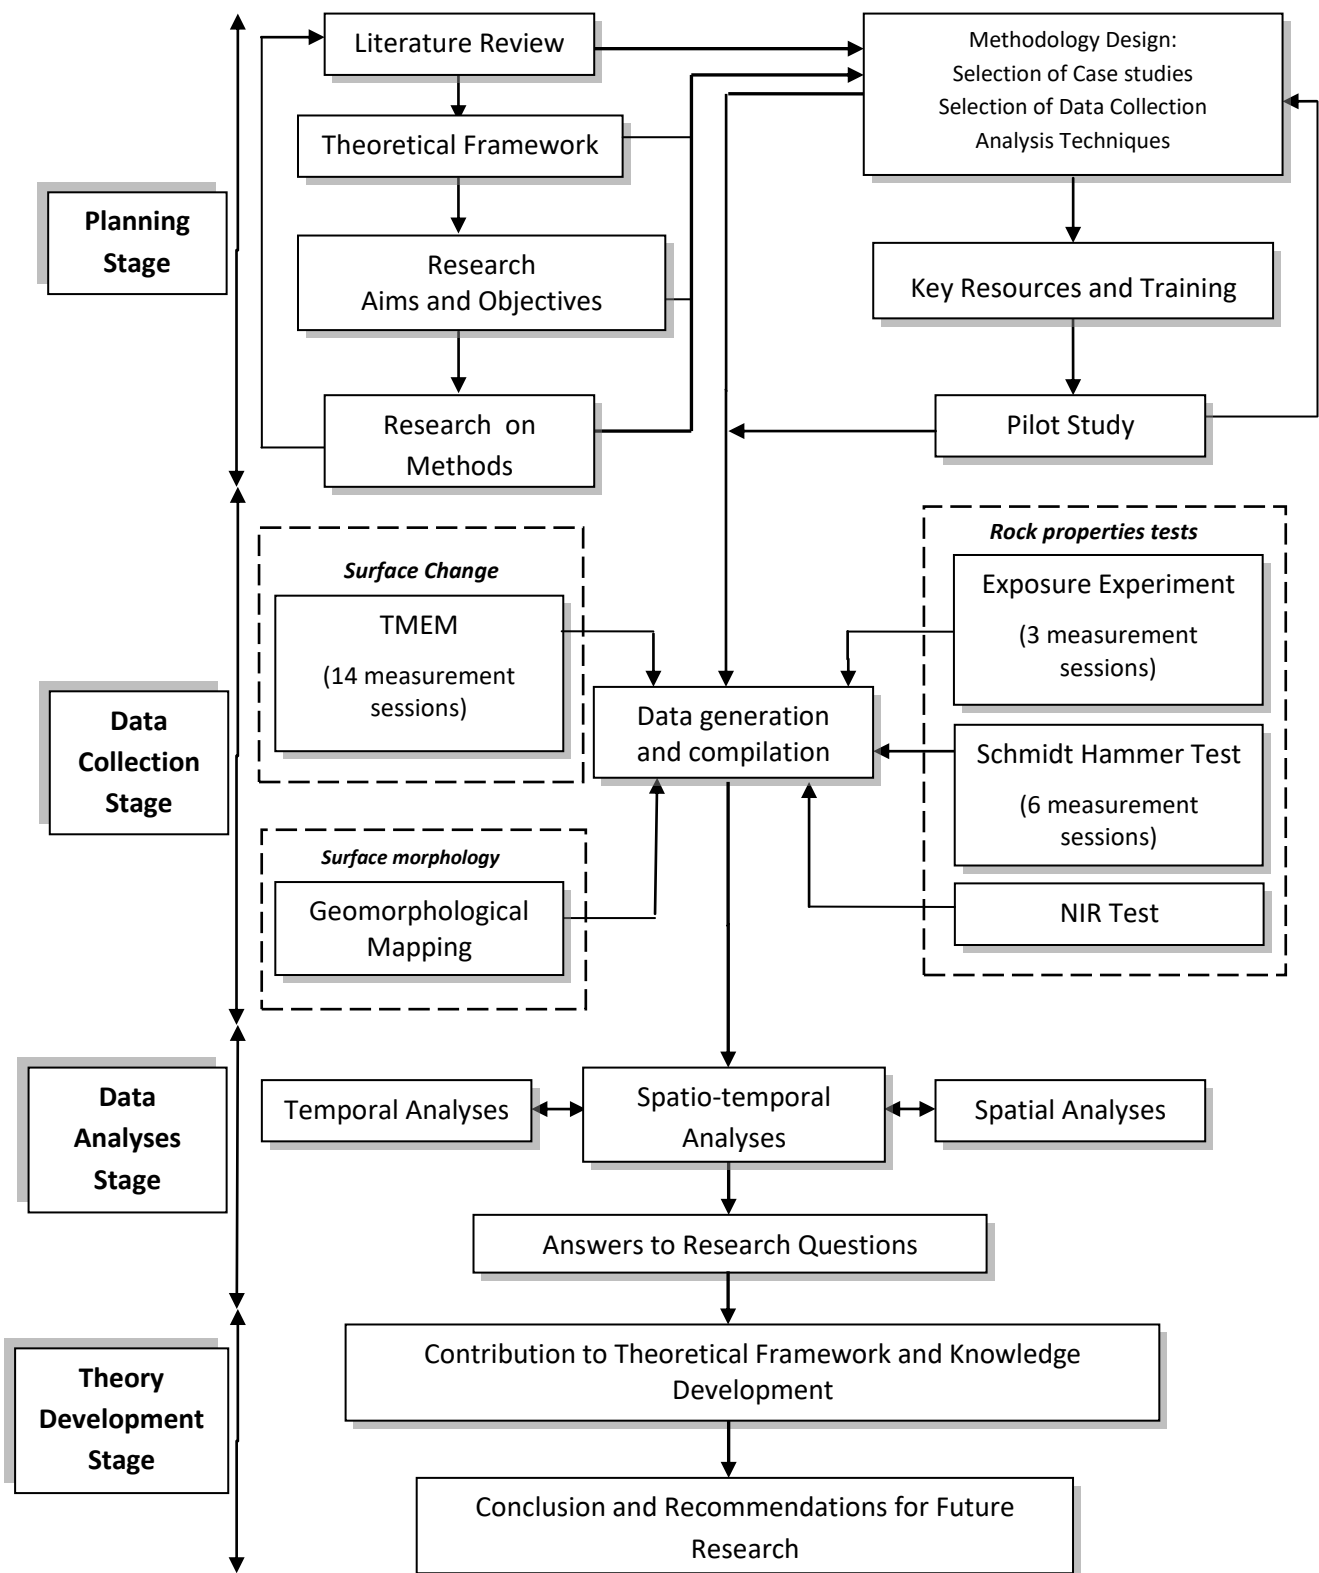 Literature Review
Methodology Design:
Selection of Case studies
Selection of Data Collection
Analysis Techniques
Theoretical Framework
Planning
Stage
Research
Aims and Objectives
Key Resources and Training
Research on
Methods
Pilot Study
Surface Change
TMEM
(14 measurement
sessions)
Rock properties tests
Exposure Experiment
(3 measurement
sessions)
Data
Collection
Stage
Data generation
and compilation
Schmidt Hammer Test
(6 measurement
sessions)
Surface morphology
Geomorphological
Mapping
NIR Test
Data
Analyses
Stage
Temporal Analyses
Spatio-temporal
Analyses
Spatial Analyses
Answers to Research Questions
Theory
Development
Stage
Contribution to Theoretical Framework and Knowledge
Development
Conclusion and Recommendations for Future
Research